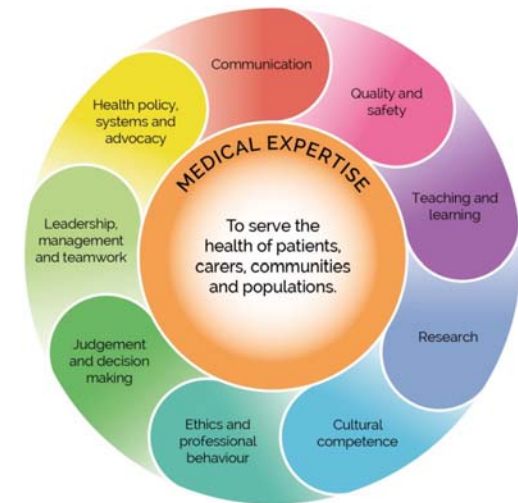 Communication
Quality and
safety
Teaching and
learning
Research
Cultural
competence
Ethics and
professional
behaviour
Judgement
and decision
making
Leadership,
management
and teamwork
Health policy,
systems and
advocacy
MEDICAL EXPERTISE
To serve the
health of patients,
carers, communities
and populations.